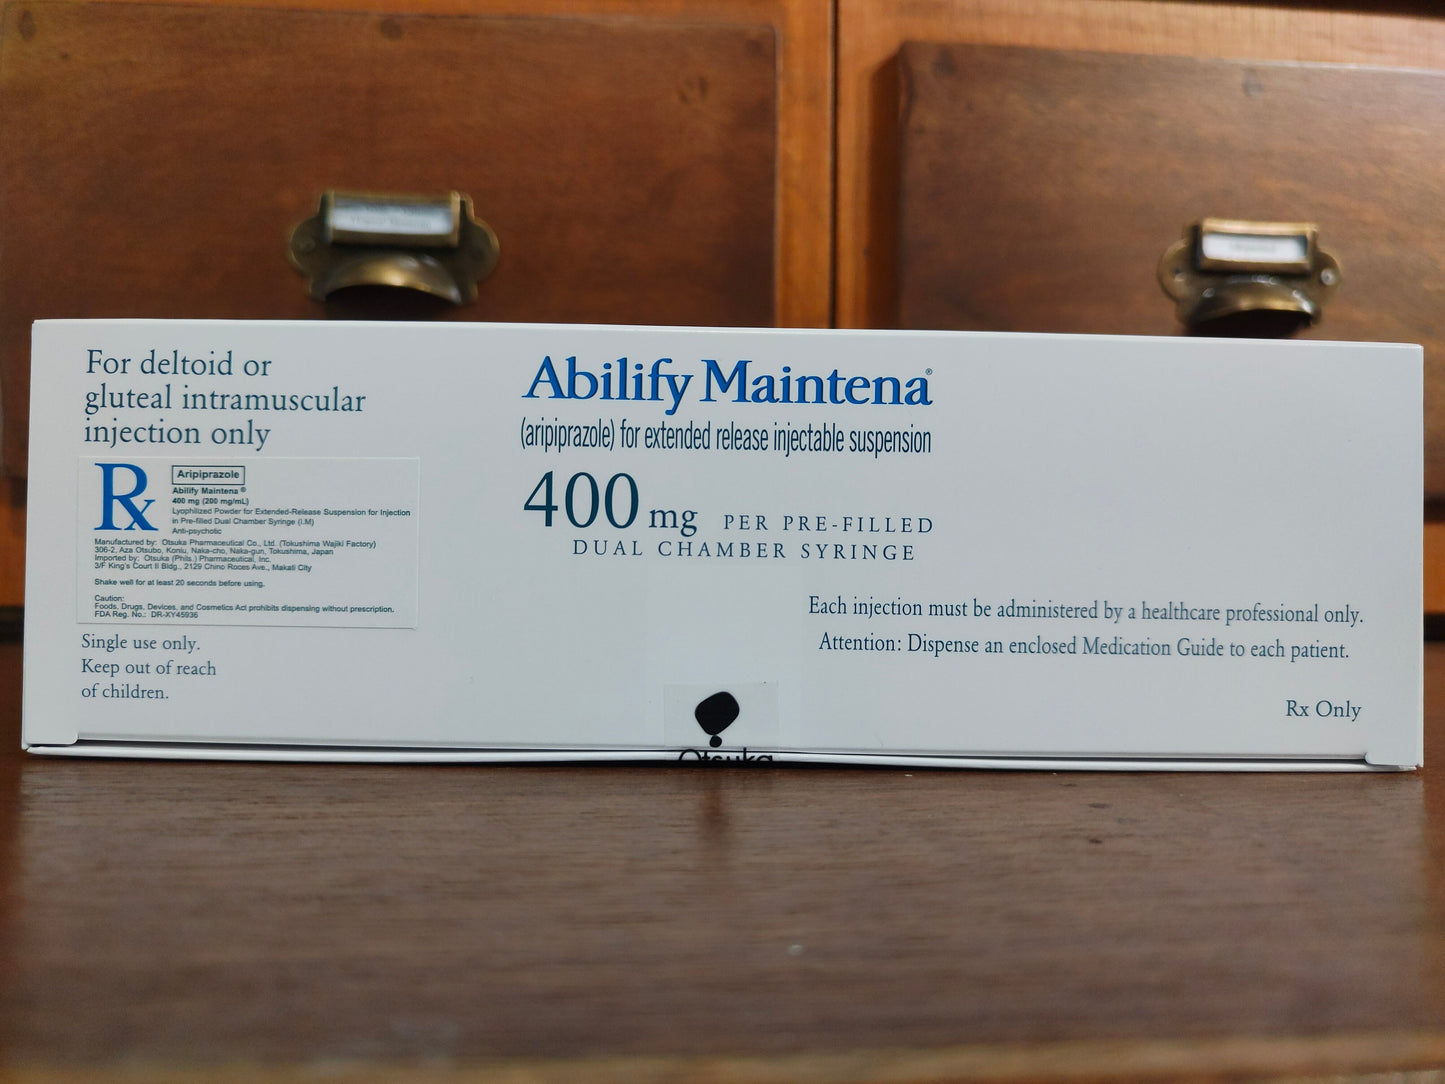 For deltoid or
gluteal intramuscular
injection only
Rx
Aripiprazole
Abilify Maintena ®
400 mg (200 mg/mL)
Lyophilized Powder for Extended-Release Suspension for Injection
in Pre-filled Dual Chamber Syringe (I.M)
Anti-psychotic
Manufactured by: Otsuka Pharmaceutical Co., Ltd. (Tokushima Wajiki Factory)
306-2, Aza Otsubo, Koniu, Naka-cho, Naka-gun, Tokushima, Japan
Imported by: Otsuka (Phils.) Pharmaceutical, Inc.
3/F King's Court II Bldg., 2129 Chino Roces Ave., Makati City
Shake well for at least 20 seconds before using.
Caution:
Foods, Drugs, Devices, and Cosmetics Act prohibits dispensing without prescription.
FDA Reg. No.: DR-XY45936
Single use only.
Keep out of reach
of children.
Abilify Maintena®
(aripiprazole) for extended release injectable suspension
400 mg PER PRE-FILLED
DUAL CHAMBER SYRINGE
Each injection must be administered by a healthcare professional only.
Attention: Dispense an enclosed Medication Guide to each patient.
Rx Only
Otsuka